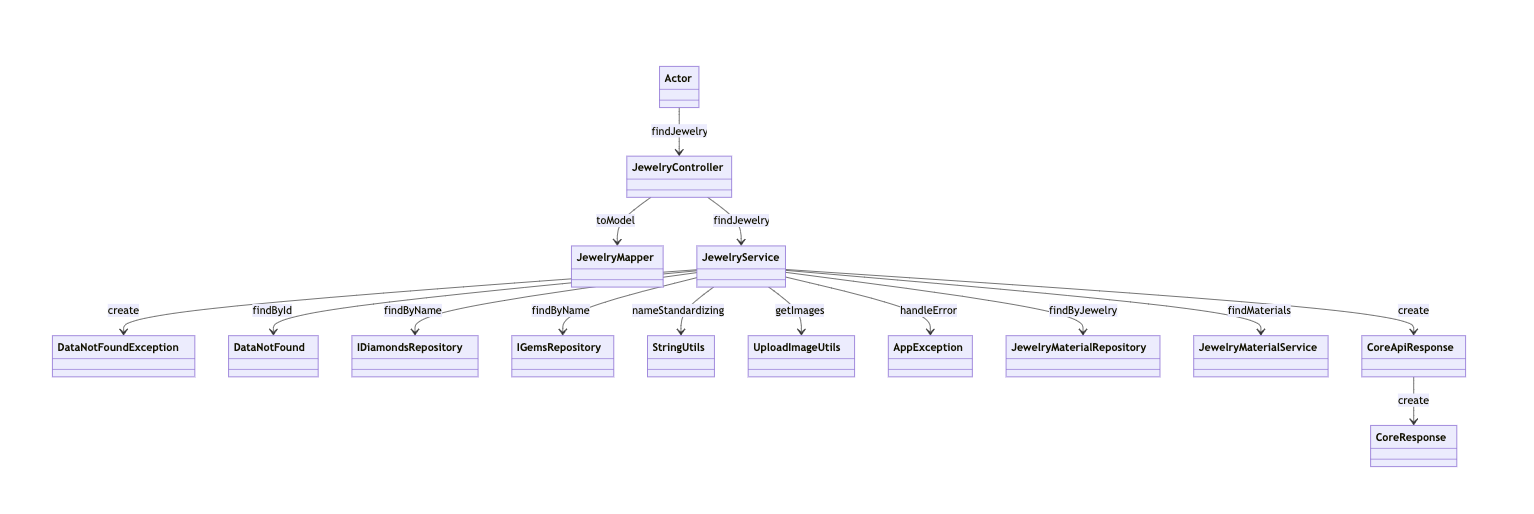 Actor
findJewelry
JewelryController
toModel
findJewelry
JewelryMapper
JewelryService
create
findById
findByName
findByName
nameStandardizing
getImages
handleError
findByJewelry
findMaterials
create
DataNotFoundException
DataNotFound
IDiamondsRepository
IGemsRepository
StringUtils
UploadImageUtils
AppException
JewelryMaterialRepository
JewelryMaterialService
CoreApiResponse
create
CoreResponse